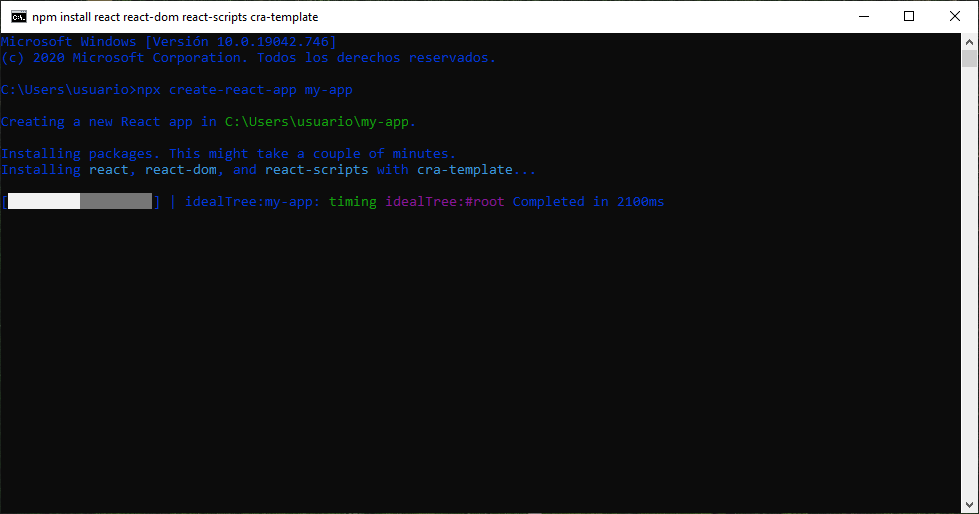 npm install react react-dom react-scripts cra-template
Microsoft Windows [Versión 10.0.19042.746]
(c) 2020 Microsoft Corporation. Todos los derechos reservados.
C:\Users\usuario>npx create-react-app my-app
Creating a new React app in C:\Users\usuario\my-app.
Installing packages. This might take a couple of minutes.
Installing react, react-dom, and react-scripts with cra-template...
[                  ] | idealTree:my-app: timing idealTree:#root Completed in 2100ms